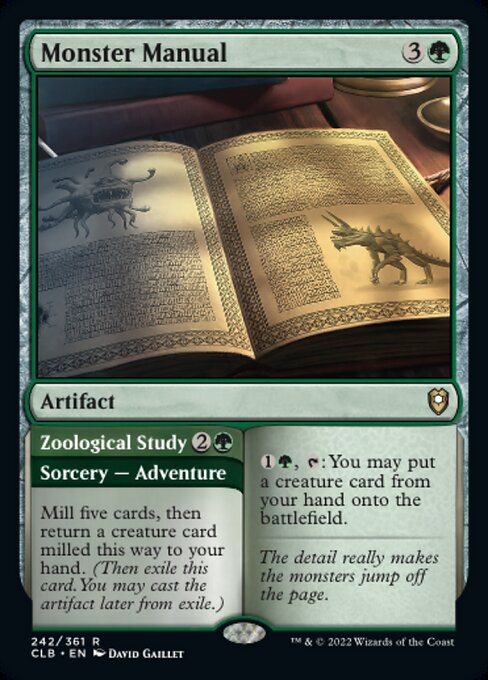 Monster Manual 3
Artifact
Zoological Study 2
Sorcery — Adventure
Mill five cards, then
return a creature card
milled this way to your
hand. (Then exile this
card. You may cast the
artifact later from exile.)
1, : You may put
a creature card from
your hand onto the
battlefield.
The detail really makes
the monsters jump off
the page.
242/361 R
CLB • EN DAVID GAILLET
™ & © 2022 Wizards of the Coast